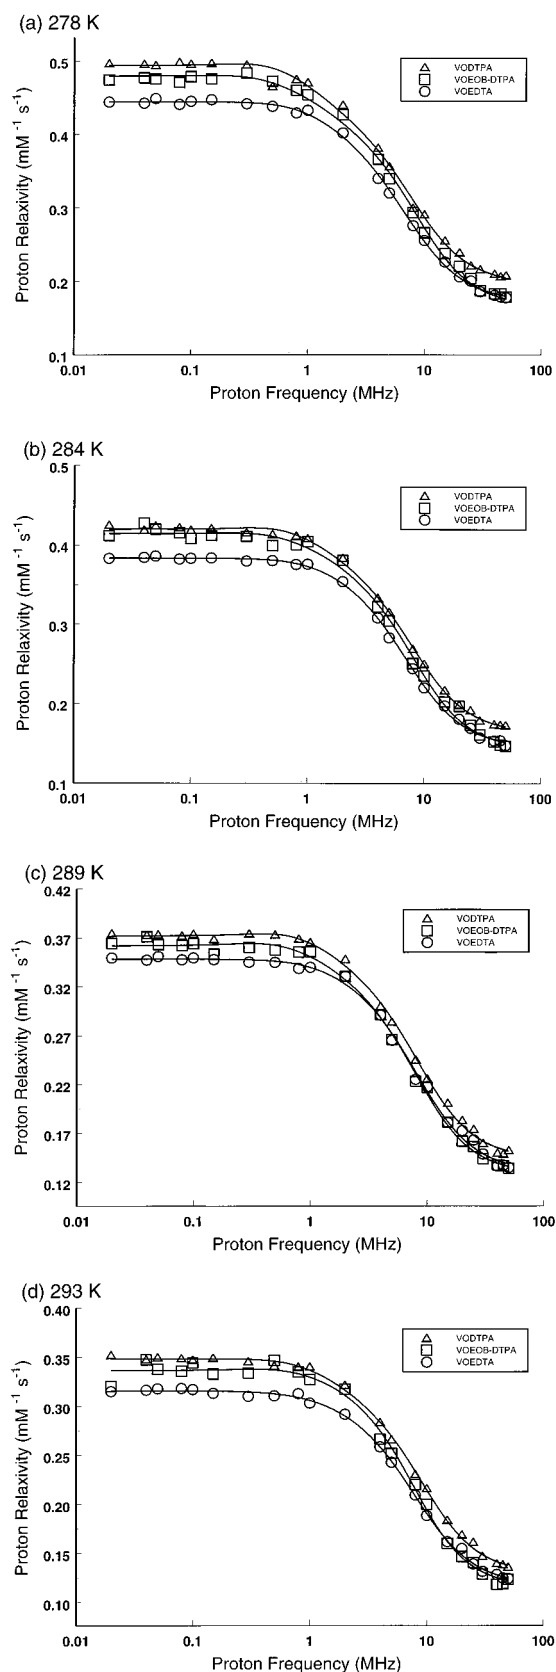 (a) 278 K
0.5
0.4
0.3
0.2
0.1
Proton Relaxivity (mM⁻¹ s⁻¹)
VODTPA
VOEOB-DTPA
VOEDTA
0.01
0.1
1
10
100
Proton Frequency (MHz)
(b) 284 K
0.5
0.4
0.3
0.2
0.1
Proton Relaxivity (mM⁻¹ s⁻¹)
VODTPA
VOEOB-DTPA
VOEDTA
0.01
0.1
1
10
100
Proton Frequency (MHz)
(c) 289 K
0.42
0.37
0.27
0.22
0.17
0.12
Proton Relaxivity (mM⁻¹ s⁻¹)
VODTPA
VOEOB-DTPA
VOEDTA
0.01
0.1
1
10
100
Proton Frequency (MHz)
(d) 293 K
0.40
0.35
0.30
0.25
0.20
0.15
0.10
Proton Relaxivity (mM⁻¹ s⁻¹)
VODTPA
VOEOB-DTPA
VOEDTA
0.01
0.1
1
10
100
Proton Frequency (MHz)